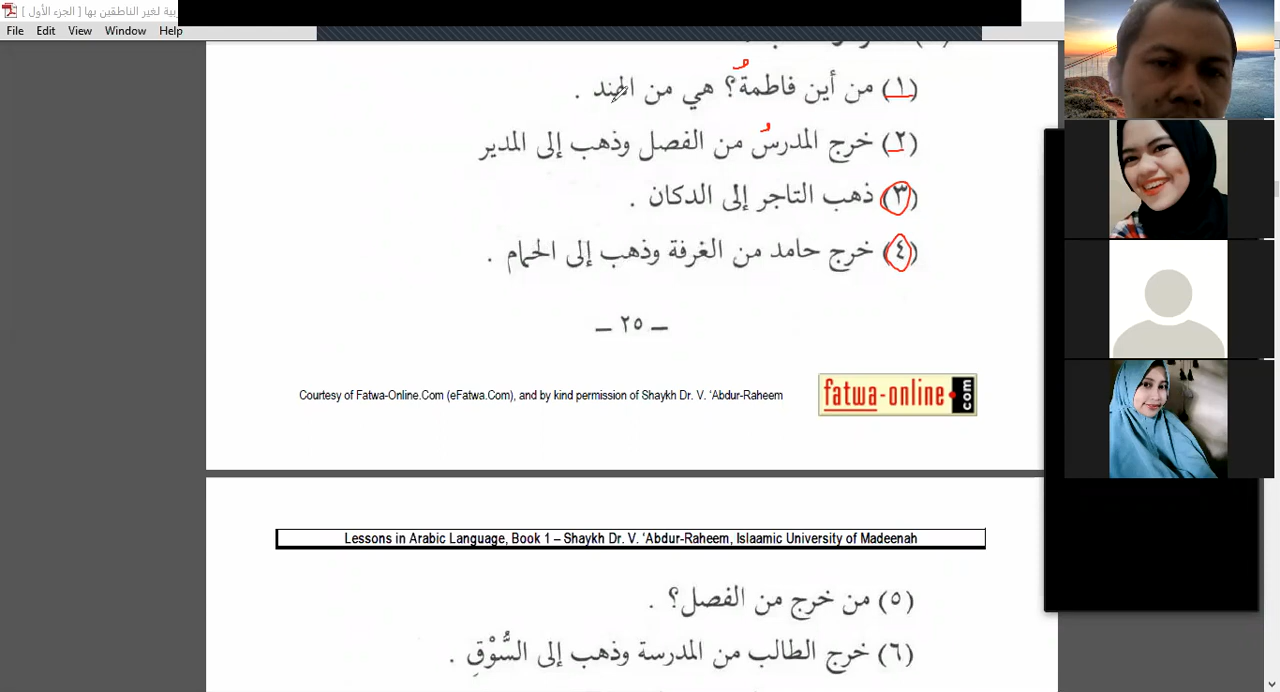 بية لغير الناطقين بها [ الجزء الأول ]
File Edit View Window Help
(١) من أين فاطمةُ؟ هي من الهند .
(٢) خرج المدرسُ من الفصل وذهب إلى المدير
(٣) ذهب التاجر إلى الدكان .
(٤) خرج حامد من الغرفة وذهب إلى الحمام .
— ٢٥ —
Courtesy of Fatwa-Online.Com (eFatwa.Com), and by kind permission of Shaykh Dr. V. ‘Abdur-Raheem
fatwa-online.com
Lessons in Arabic Language, Book 1 – Shaykh Dr. V. ‘Abdur-Raheem, Islaamic University of Madeenah
(٥) من خرج من الفصل؟ .
(٦) خرج الطالب من المدرسة وذهب إلى السُّوْقِ .